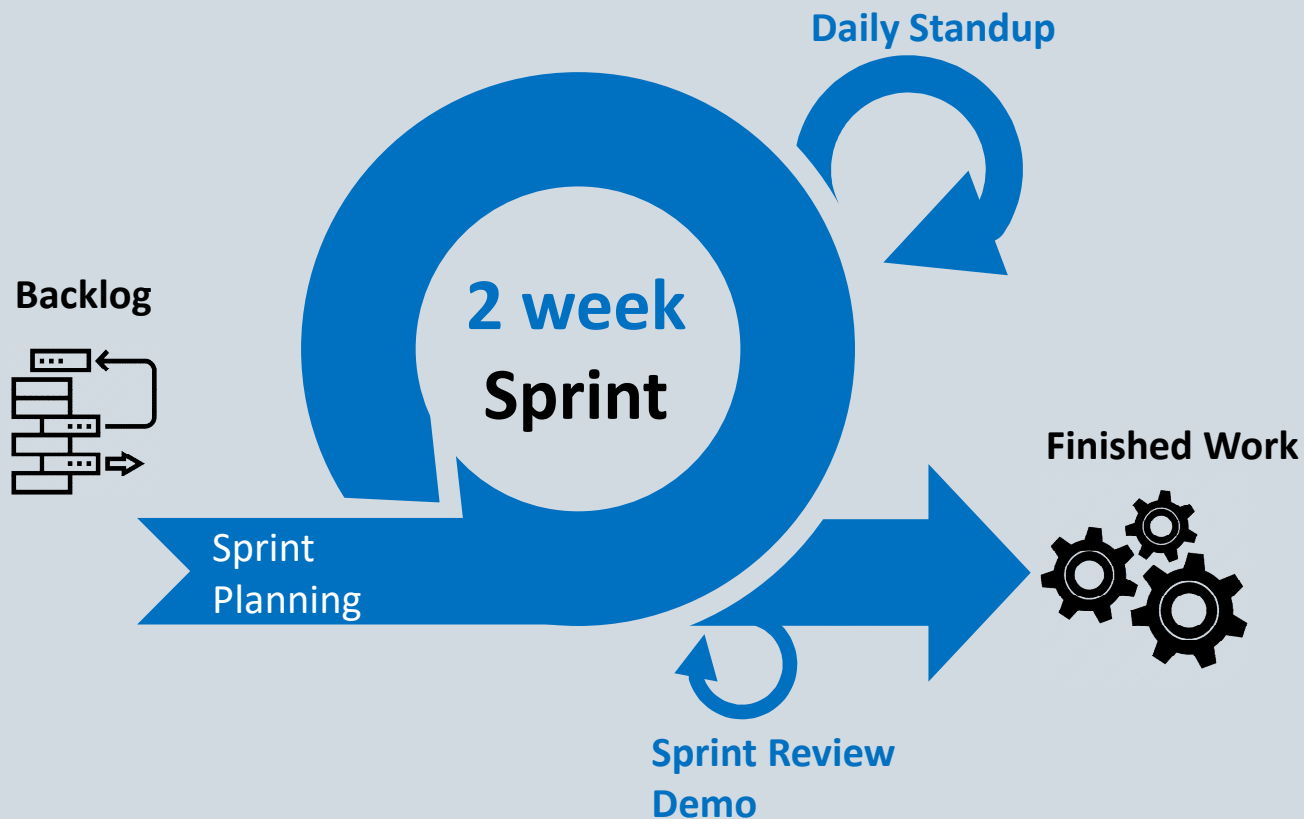 Daily Standup
Backlog
2 week
Sprint
Finished Work
Sprint
Planning
Sprint Review
Demo